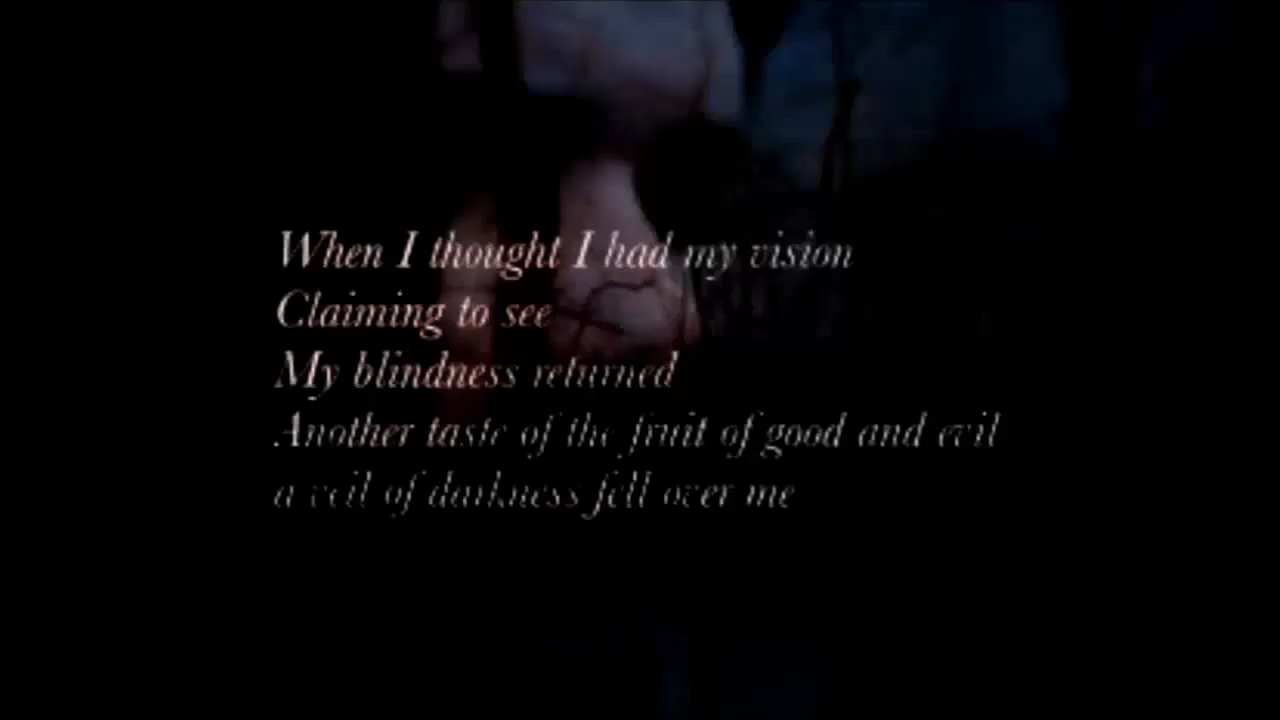 When I thought I had my vision
Claiming to see
My blindness returned
Another taste of the fruit of good and evil
a veil of darkness fell over me